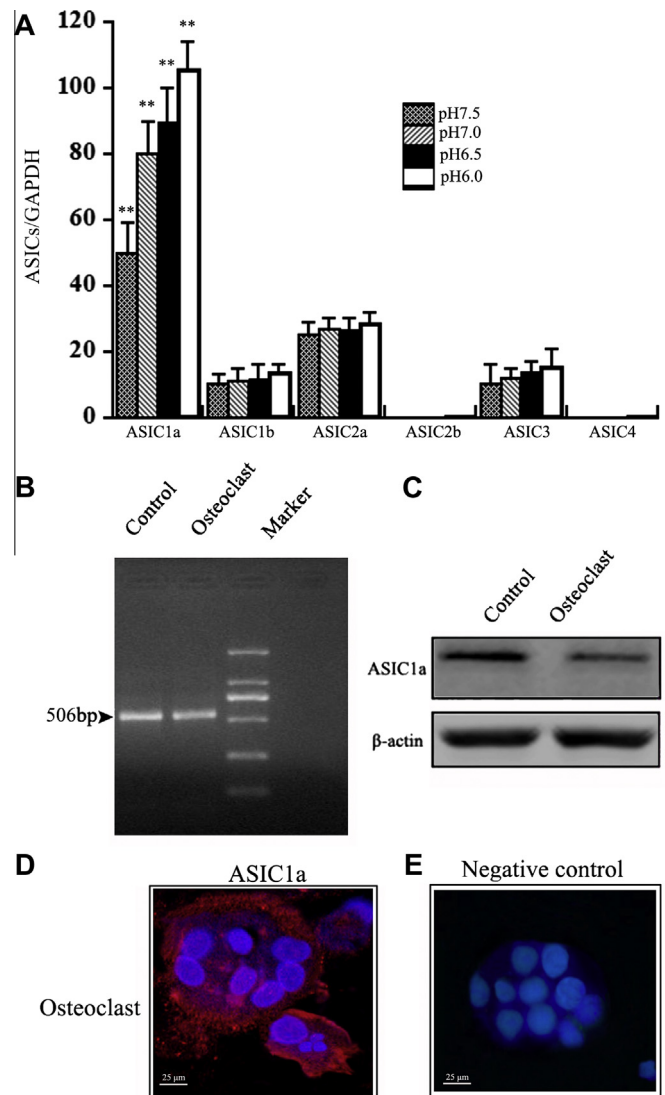 A
120
100
80
60
40
20
0
ASICs/GAPDH
** ** ** **
pH7.5
pH7.0
pH6.5
pH6.0
ASIC1a ASIC1b ASIC2a ASIC2b ASIC3 ASIC4
B
Control Osteoclast Marker
506bp
C
Control Osteoclast
ASIC1a
β-actin
D
ASIC1a
Osteoclast
25 μm
E
Negative control
25 μm